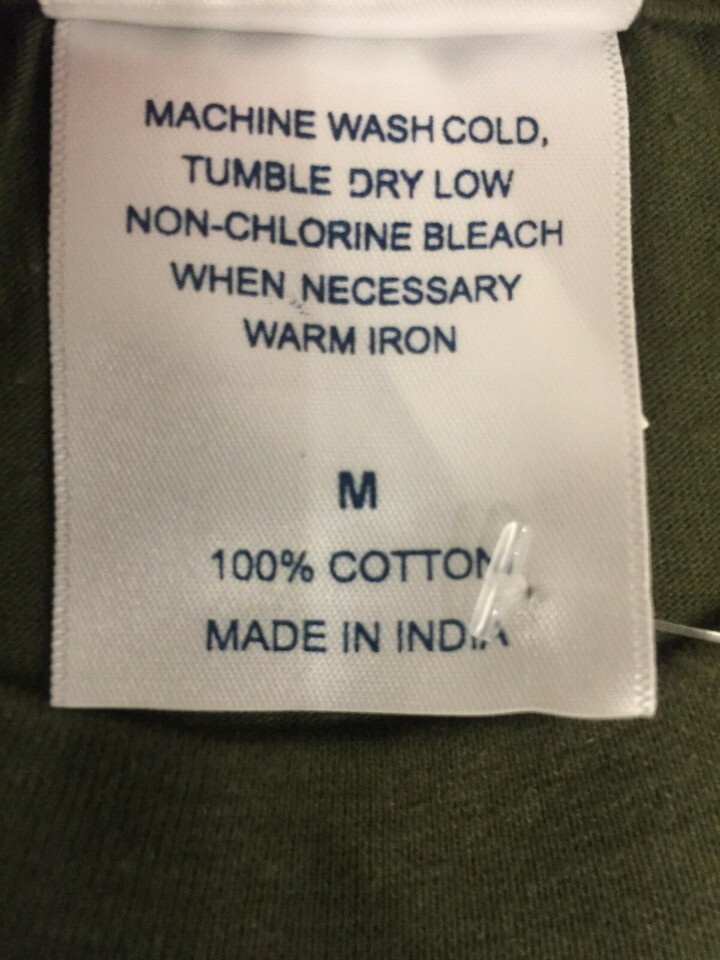 MACHINE WASH COLD,
TUMBLE DRY LOW
NON-CHLORINE BLEACH
WHEN NECESSARY
WARM IRON
M
100% COTTON
MADE IN INDIA